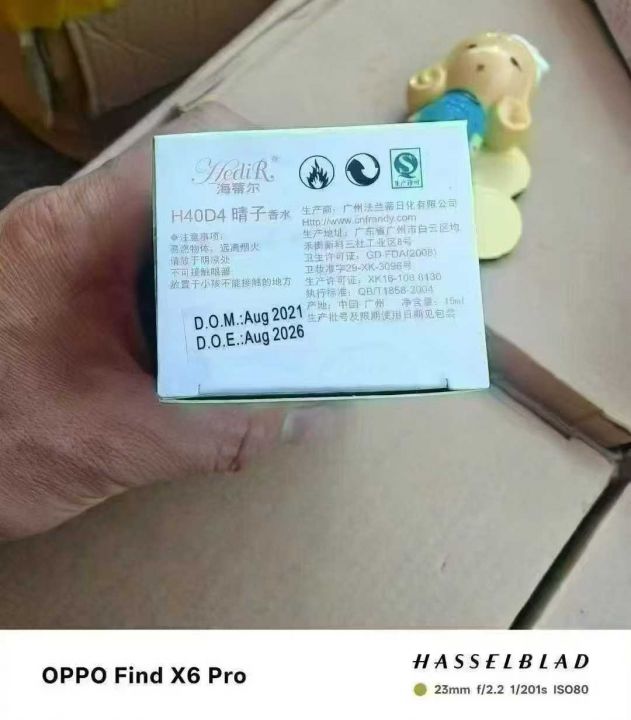 HediR®
海蒂尔
生产许可
H40D4 晴子香水
◆注意事项:
易燃物体,远离烟火
请放于阴凉处
不可接触眼器
放置于小孩不能接触的地方
生产商:广州法兰蒂日化有限公司
Http://www.cnfrandy.com
生产地址:广东省广州市白云区均
禾街新科三社工业区8号
卫生许可证:GD·FDA(2008)
卫妆准字29-XK-3096号
生产许可证:XK16-108 6130
执行标准:QB/T1858-2004
产地:中国·广州 净含量:15ml
生产批号及限期使用日期见包装
D.O.M.:Aug 2021
D.O.E.:Aug 2026
OPPO Find X6 Pro
HASSELBLAD
23mm f/2.2 1/201s ISO80